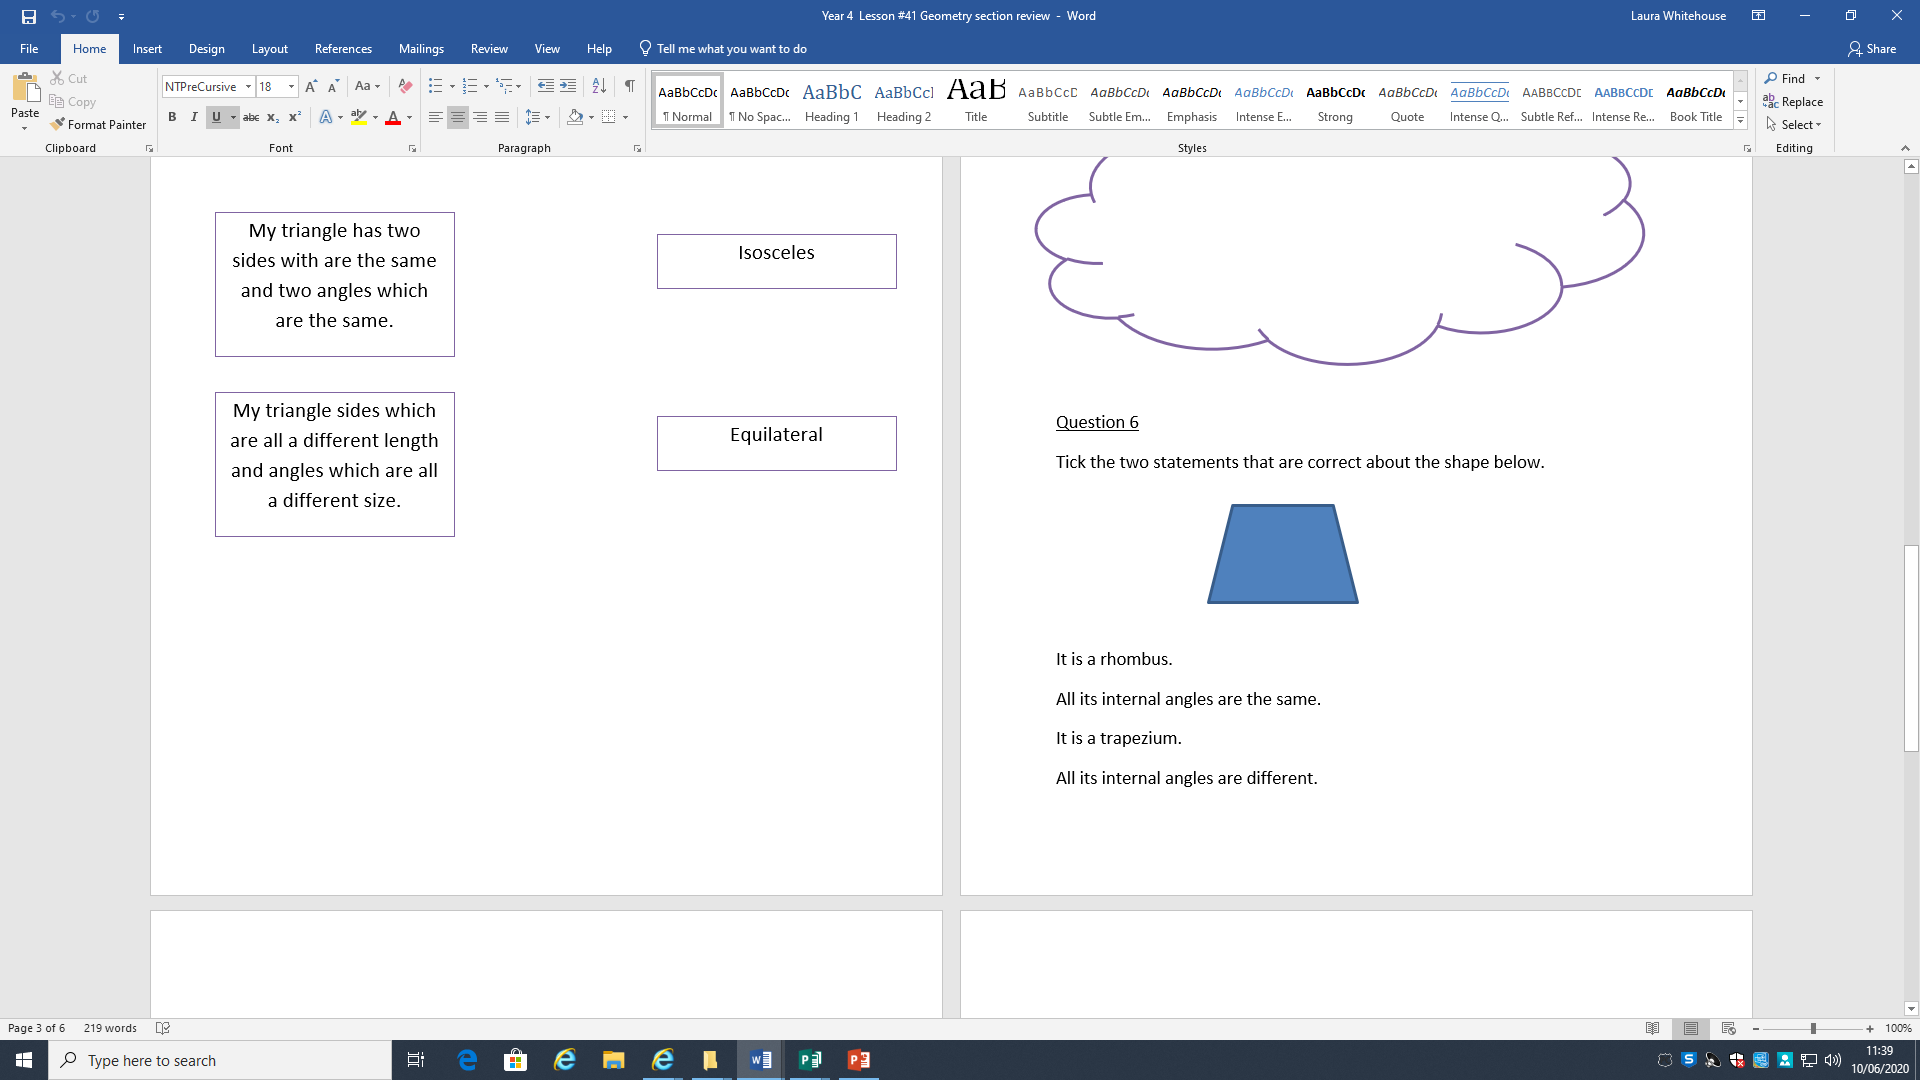 Year 4 Lesson #41 Geometry section review - Word
Laura Whitehouse
File Home Insert Design Layout References Mailings Review View Help Tell me what you want to do Share
Paste
Cut
Copy
Format Painter
Clipboard
NTPreCursive 18
Font
Paragraph
AaBbCcDc AaBbCcDc AaBbC AaBbCcI AaB AaBbCcD AaBbCcDc AaBbCcDc AaBbCcDc AaBbCcDc AaBbCcDc AaBbCcDc AABBCCDE AABBCCDE AaBbCcDc
¶ Normal ¶ No Spac... Heading 1 Heading 2 Title Subtitle Subtle Em... Emphasis Intense E... Strong Quote Intense Q... Subtle Ref... Intense Re... Book Title
Styles
Find
Replace
Select
Editing
My triangle has two
sides with are the same
and two angles which
are the same.
Isosceles
My triangle sides which
are all a different length
and angles which are all
a different size.
Equilateral
Question 6
Tick the two statements that are correct about the shape below.
It is a rhombus.
All its internal angles are the same.
It is a trapezium.
All its internal angles are different.
Page 3 of 6 219 words
100%
Type here to search
11:39
10/06/2020